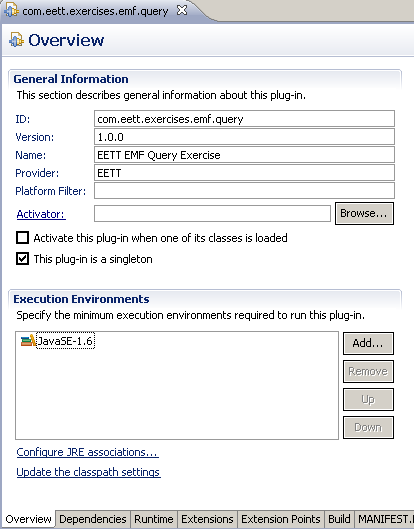 com.eett.exercises.emf.query
Overview
General Information
This section describes general information about this plug-in.
ID: com.eett.exercises.emf.query
Version: 1.0.0
Name: EETT EMF Query Exercise
Provider: EETT
Platform Filter:
Activator: Browse...
Activate this plug-in when one of its classes is loaded
This plug-in is a singleton
Execution Environments
Specify the minimum execution environments required to run this plug-in.
JavaSE-1.6 Add...
Remove
Up
Down
Configure JRE associations...
Update the classpath settings
Overview Dependencies Runtime Extensions Extension Points Build MANIFEST.